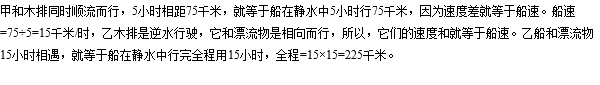 甲和木排同时顺流而行，5小时相距75千米，就等于船在静水中5小时行75千米，因为速度差就等于船速。船速
=75÷5=15千米/时，乙木排是逆水行驶，它和漂流物是相向而行，所以，它们的速度和就等于船速。乙船和漂流物
15小时相遇，就等于船在静水中行完全程用15小时，全程=15×15=225千米。